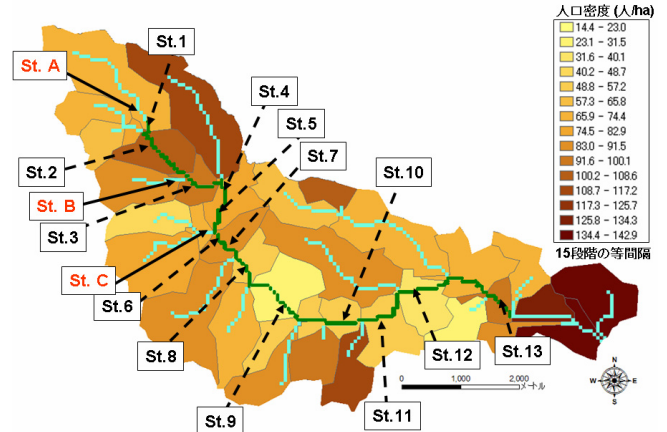 人口密度 (人/ha)
14.4 - 23.0
23.1 - 31.5
31.6 - 40.1
40.2 - 48.7
48.8 - 57.2
57.3 - 65.8
65.9 - 74.4
74.5 - 82.9
83.0 - 91.5
91.6 - 100.1
100.2 - 108.6
108.7 - 117.2
117.3 - 125.7
125.8 - 134.3
134.4 - 142.9
15段階の等間隔
St.1
St. A
St.4
St.5
St.7
St.2
St.10
St. B
St.3
St. C
St.6
St.8
St.12
St.13
St.9
St.11
0 1,000 2,000
メートル
N
W E
S